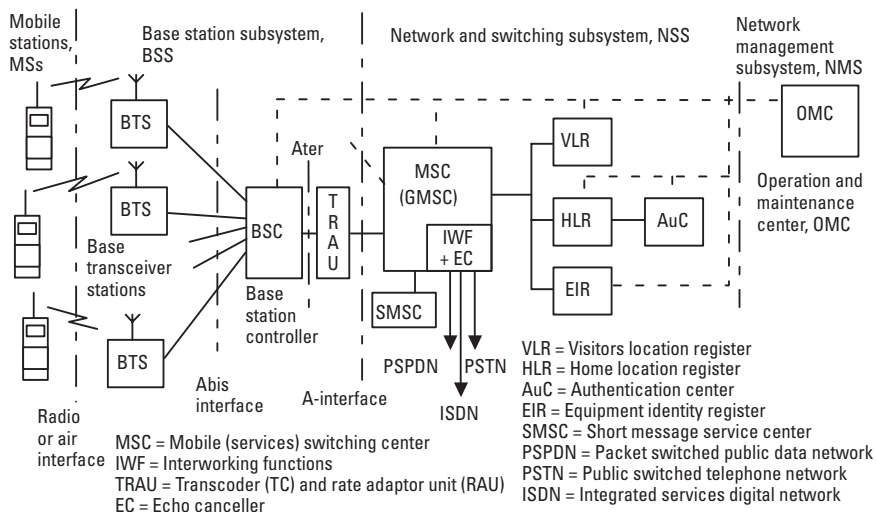 Mobile
stations,
MSs
Base station subsystem,
BSS
Network and switching subsystem, NSS
Network
management
subsystem, NMS
BTS
BTS
BTS
Base
transceiver
stations
BSC
Base
station
controller
Ater
T
R
A
U
MSC
(GMSC)
IWF
+ EC
SMSC
VLR
HLR
AuC
EIR
OMC
Operation and
maintenance
center, OMC
PSPDN
PSTN
ISDN
Radio
or air
interface
Abis
interface
A-interface
MSC = Mobile (services) switching center
IWF = Interworking functions
TRAU = Transcoder (TC) and rate adaptor unit (RAU)
EC = Echo canceller
VLR = Visitors location register
HLR = Home location register
AuC = Authentication center
EIR = Equipment identity register
SMSC = Short message service center
PSPDN = Packet switched public data network
PSTN = Public switched telephone network
ISDN = Integrated services digital network